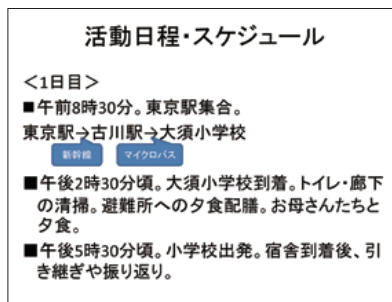 活動日程・スケジュール
＜1日目＞
■午前8時30分。東京駅集合。
東京駅→古川駅→大須小学校
新幹線 マイクロバス
■午後2時30分頃。大須小学校到着。トイレ・廊下
の清掃。避難所への夕食配膳。お母さんたちと
夕食。
■午後5時30分頃。小学校出発。宿舎到着後、引
き継ぎや振り返り。